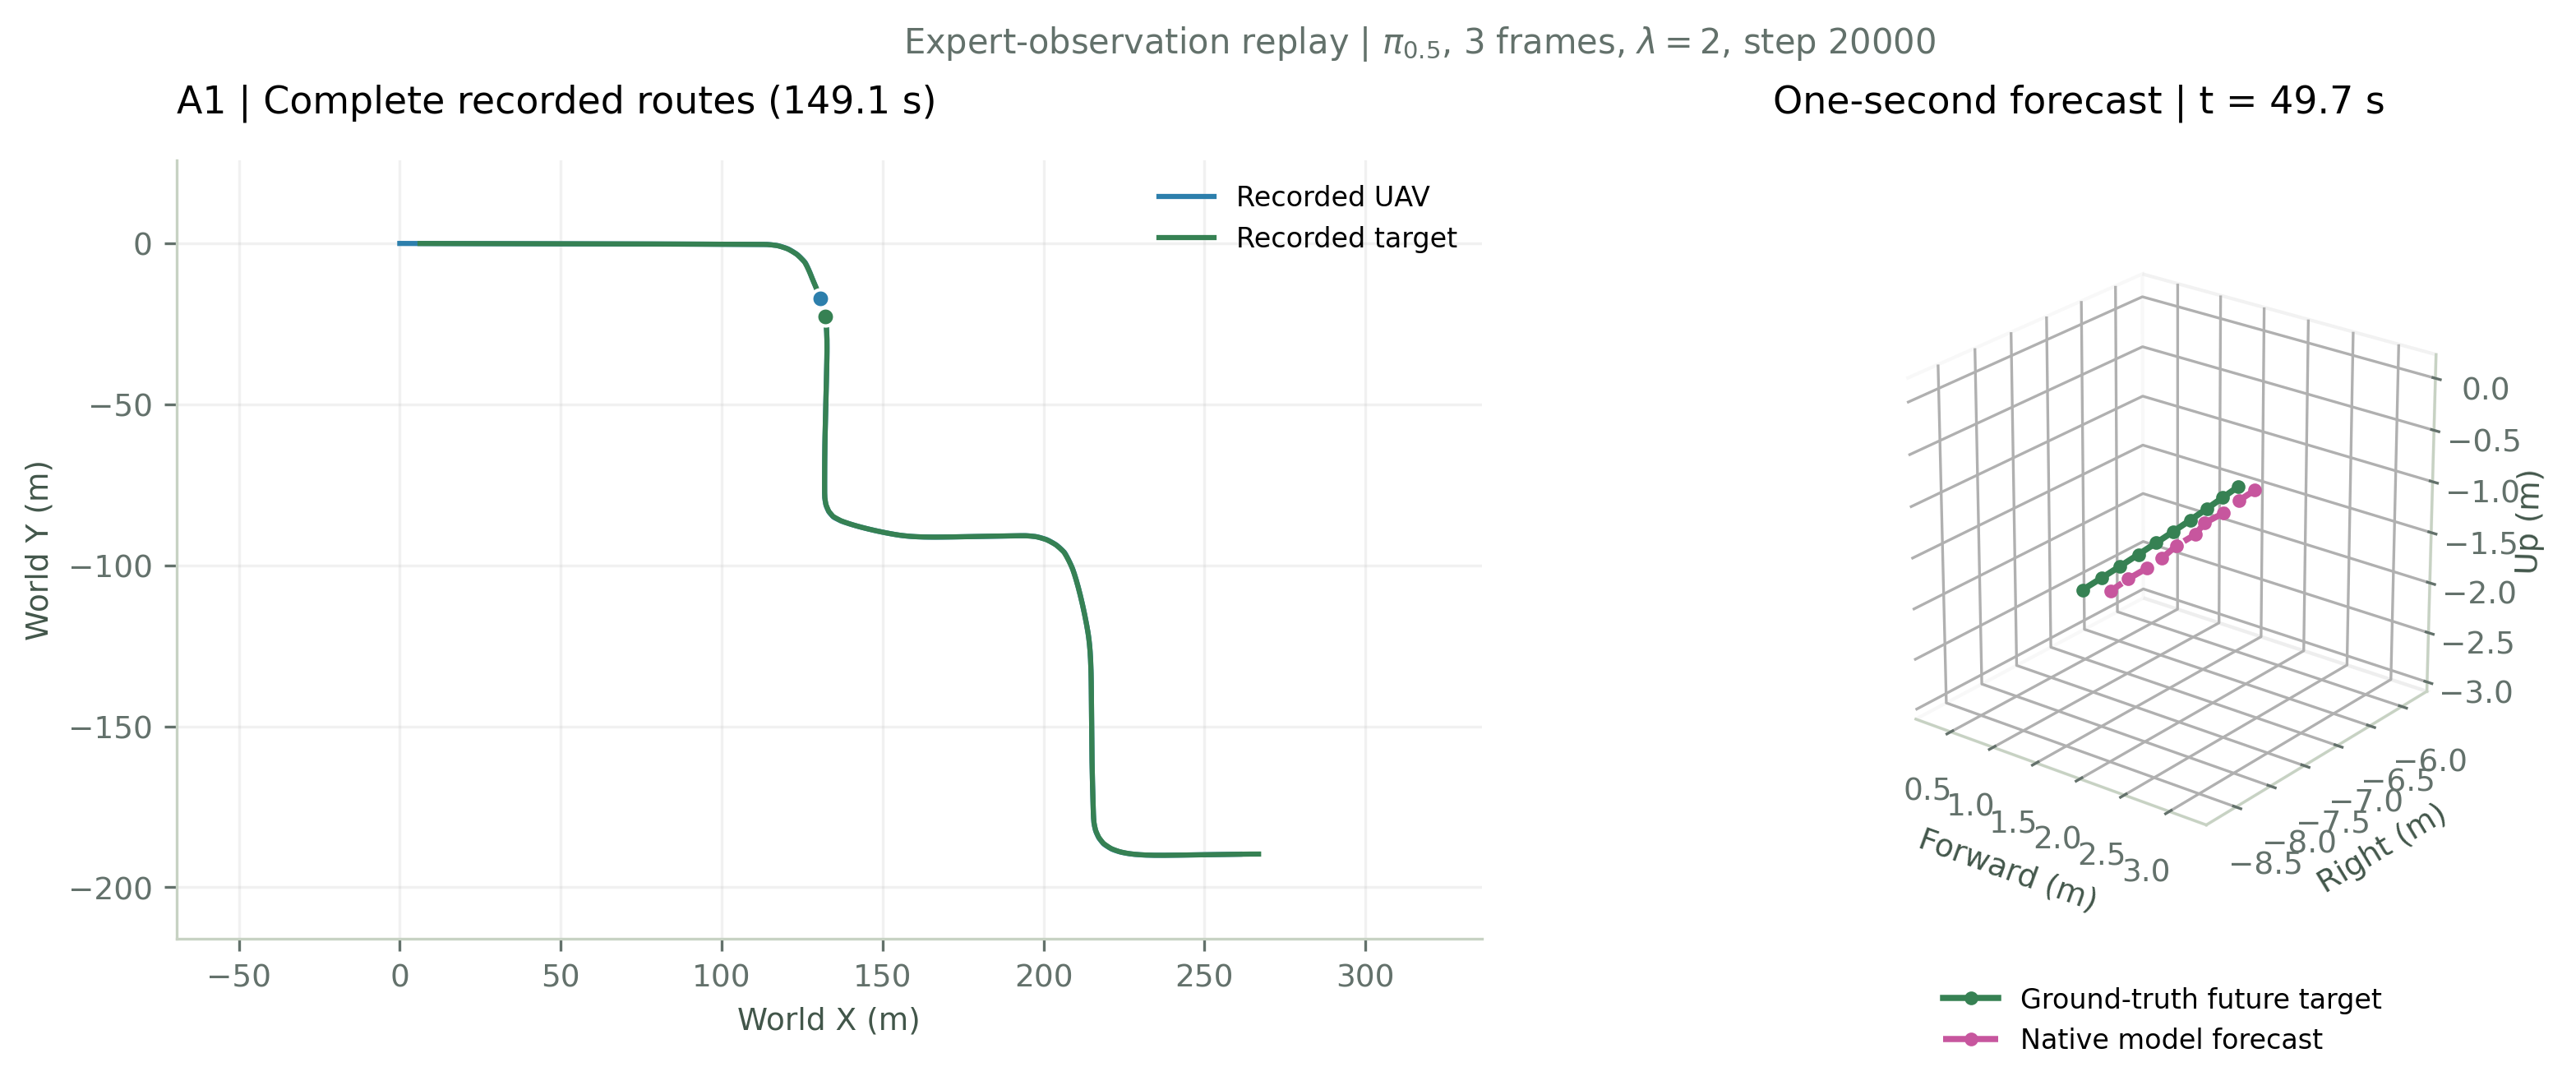 Expert-observation replay | π0.5, 3 frames, λ = 2, step 20000
A1 | Complete recorded routes (149.1 s)
One-second forecast | t = 49.7 s
Recorded UAV
Recorded target
0
−50
−100
−150
−200
World Y (m)
−50
0
50
100
150
200
250
300
World X (m)
0.0
−0.5
−1.0
−1.5
−2.0
−2.5
−3.0
Up (m)
−6.0
−6.5
−7.0
−7.5
−8.0
−8.5
Right (m)
0.5
1.0
1.5
2.0
2.5
3.0
Forward (m)
Ground-truth future target
Native model forecast